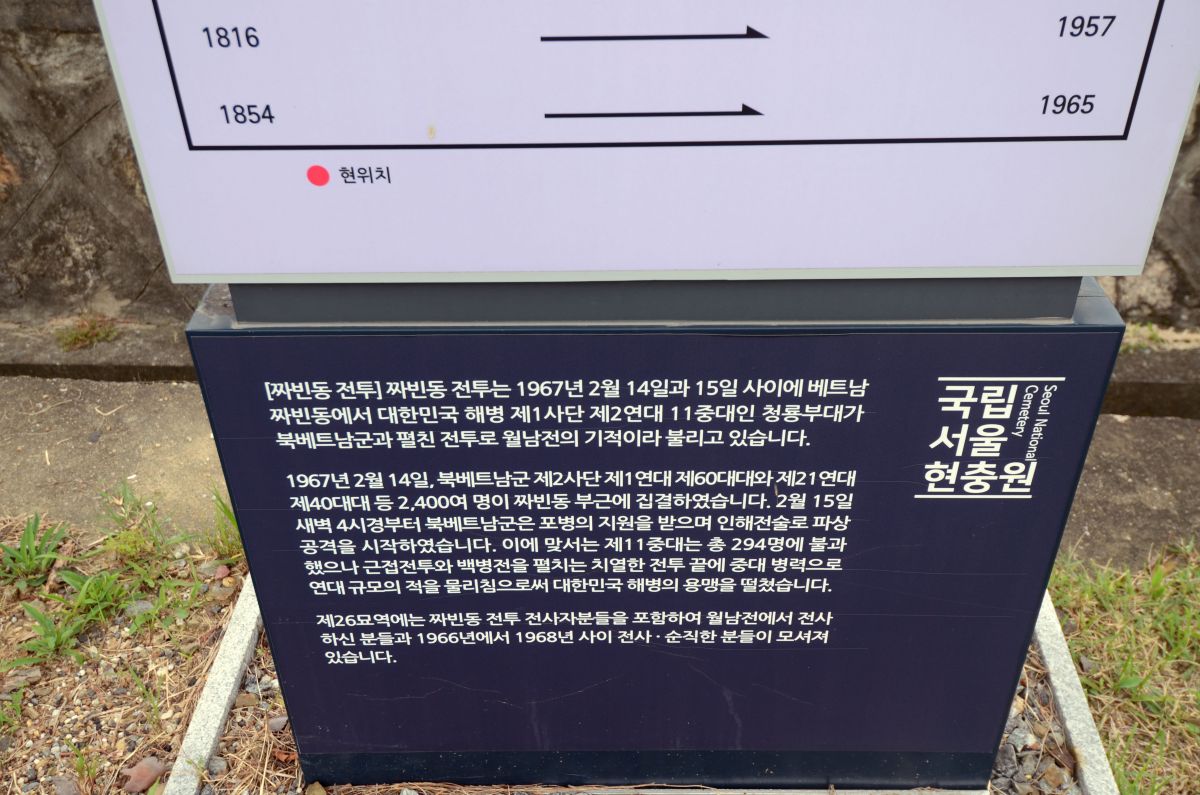 1816 1957
1854 1965
현위치
[짜빈동 전투] 짜빈동 전투는 1967년 2월 14일과 15일 사이에 베트남
짜빈동에서 대한민국 해병 제1사단 제2연대 11중대인 청룡부대가
북베트남군과 펼친 전투로 월남전의 기적이라 불리고 있습니다.
1967년 2월 14일, 북베트남군 제2사단 제1연대 제60대대와 제21연대
제40대대 등 2,400여 명이 짜빈동 부근에 집결하였습니다. 2월 15일
새벽 4시경부터 북베트남군은 포병의 지원을 받으며 인해전술로 파상
공격을 시작하였습니다. 이에 맞서는 제11중대는 총 294명에 불과
했으나 근접전투와 백병전을 펼치는 치열한 전투 끝에 중대 병력으로
연대 규모의 적을 물리침으로써 대한민국 해병의 용맹을 떨쳤습니다.
제26묘역에는 짜빈동 전투 전사자분들을 포함하여 월남전에서 전사
하신 분들과 1966년에서 1968년 사이 전사 · 순직한 분들이 모셔져
있습니다.
국립
서울
현충원
Seoul National
Cemetery